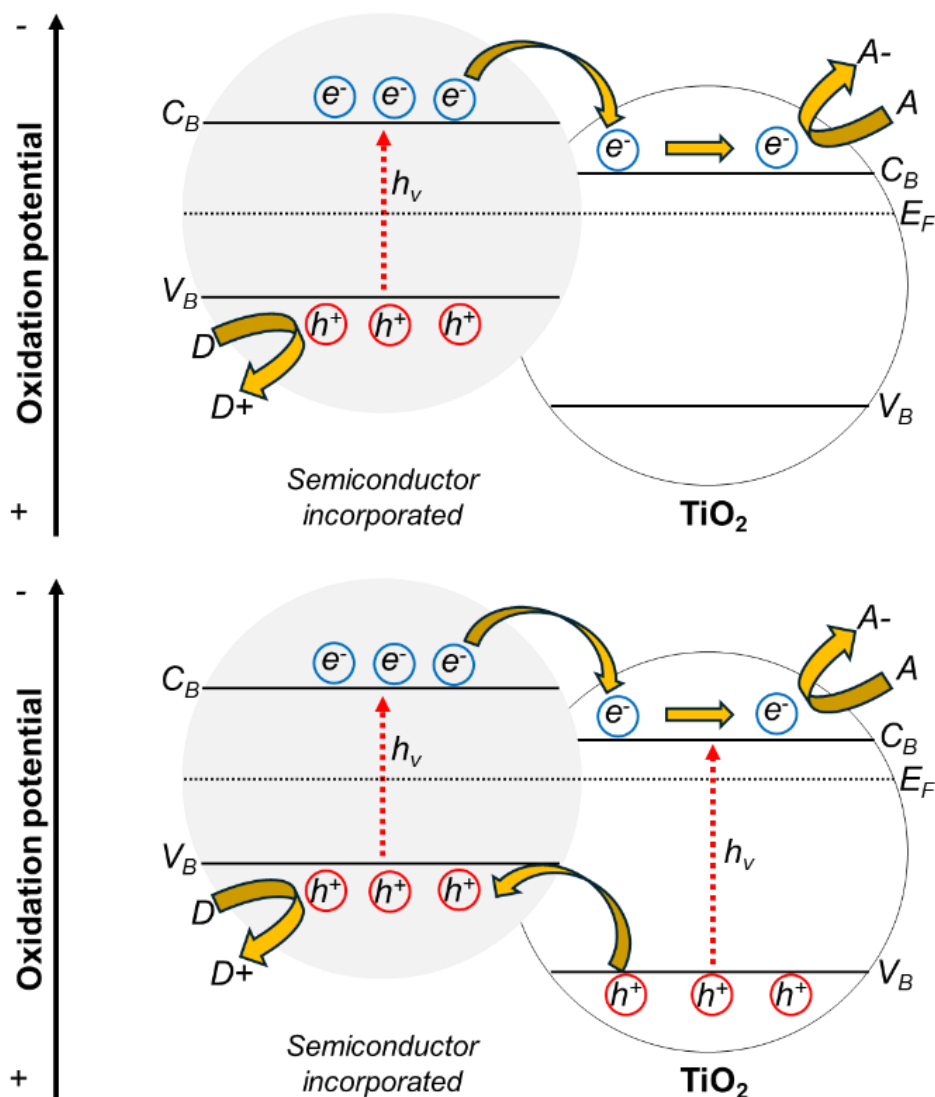 -
Oxidation potential
+
e- e- e-
CB
hv
VB
h+ h+ h+
D
D+
Semiconductor
incorporated
A-
A
e- e-
CB
EF
VB
TiO2
-
Oxidation potential
+
e- e- e-
CB
hv
VB
h+ h+ h+
D
D+
Semiconductor
incorporated
A-
A
e- e-
CB
EF
hv
VB
h+ h+ h+
TiO2